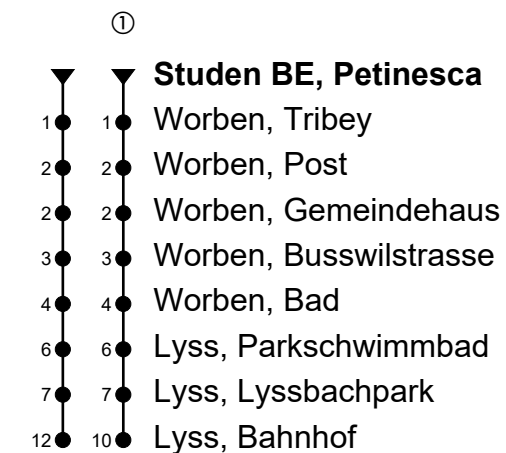 ①
Studen BE, Petinesca
1 1 Worben, Tribey
2 2 Worben, Post
2 2 Worben, Gemeindehaus
3 3 Worben, Busswilstrasse
4 4 Worben, Bad
6 6 Lyss, Parkschwimmbad
7 7 Lyss, Lyssbachpark
12 10 Lyss, Bahnhof